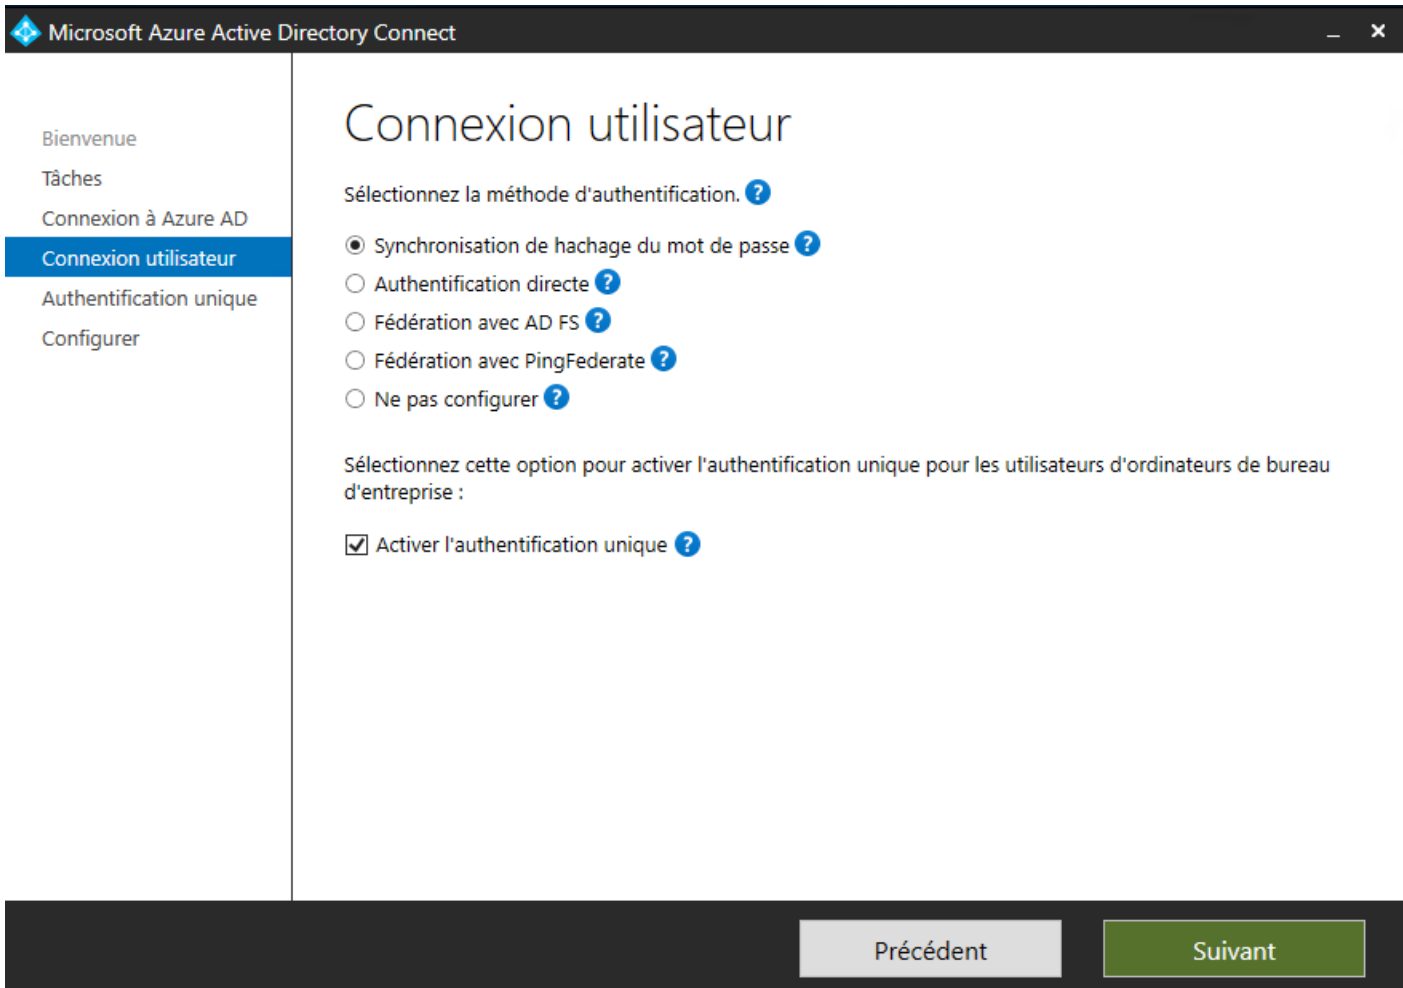 Microsoft Azure Active Directory Connect
Bienvenue
Tâches
Connexion à Azure AD
Connexion utilisateur
Authentification unique
Configurer
Connexion utilisateur
Sélectionnez la méthode d'authentification. ?
Synchronisation de hachage du mot de passe ?
Authentification directe ?
Fédération avec AD FS ?
Fédération avec PingFederate ?
Ne pas configurer ?
Sélectionnez cette option pour activer l'authentification unique pour les utilisateurs d'ordinateurs de bureau
d'entreprise :
Activer l'authentification unique ?
Précédent
Suivant